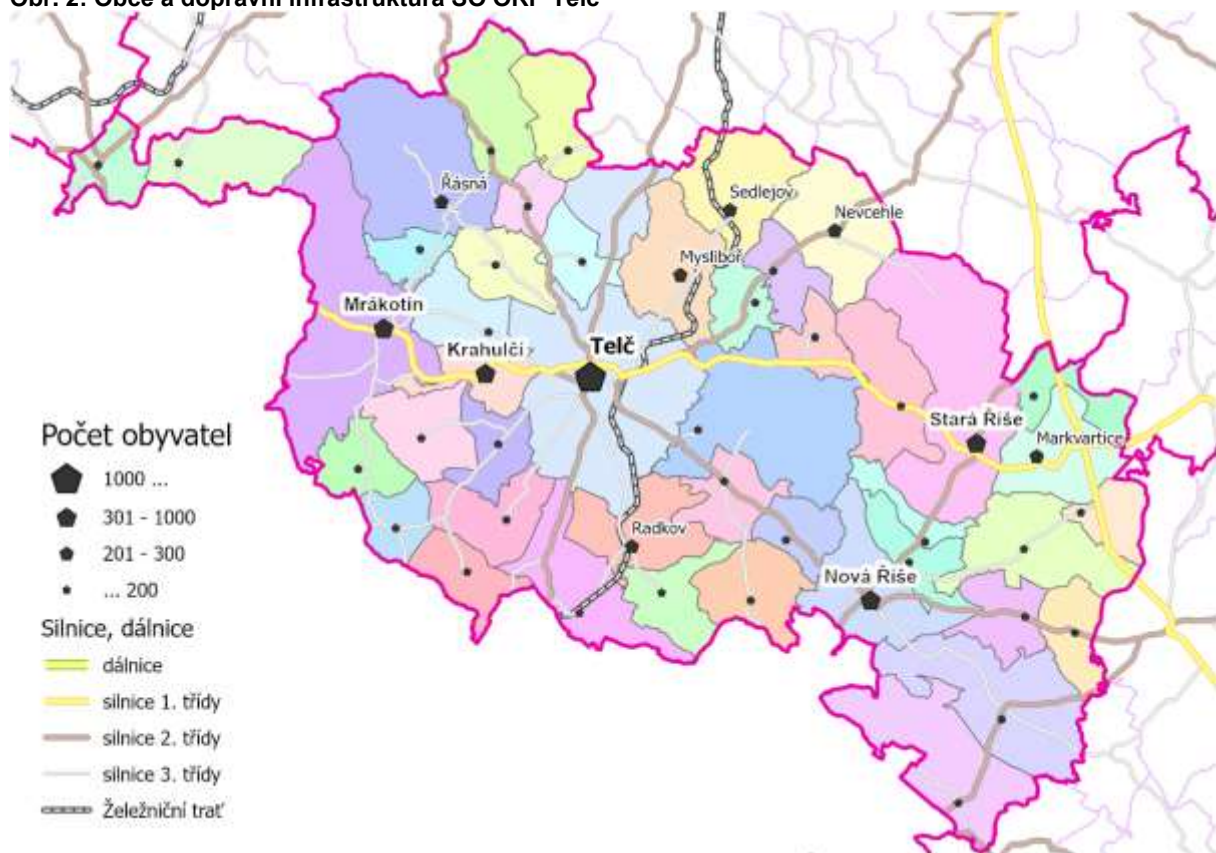 Obr. 2: Obce a dopravní infrastruktura SO ORP Telč
Řásná
Sedlejov
Nevcehle
Mysliboř
Mrákotín
Krahulčí
Telč
Stará Říše
Markvartice
Radkov
Nová Říše
Počet obyvatel
1000 ...
301 - 1000
201 - 300
... 200
Silnice, dálnice
dálnice
silnice 1. třídy
silnice 2. třídy
silnice 3. třídy
Železniční trať